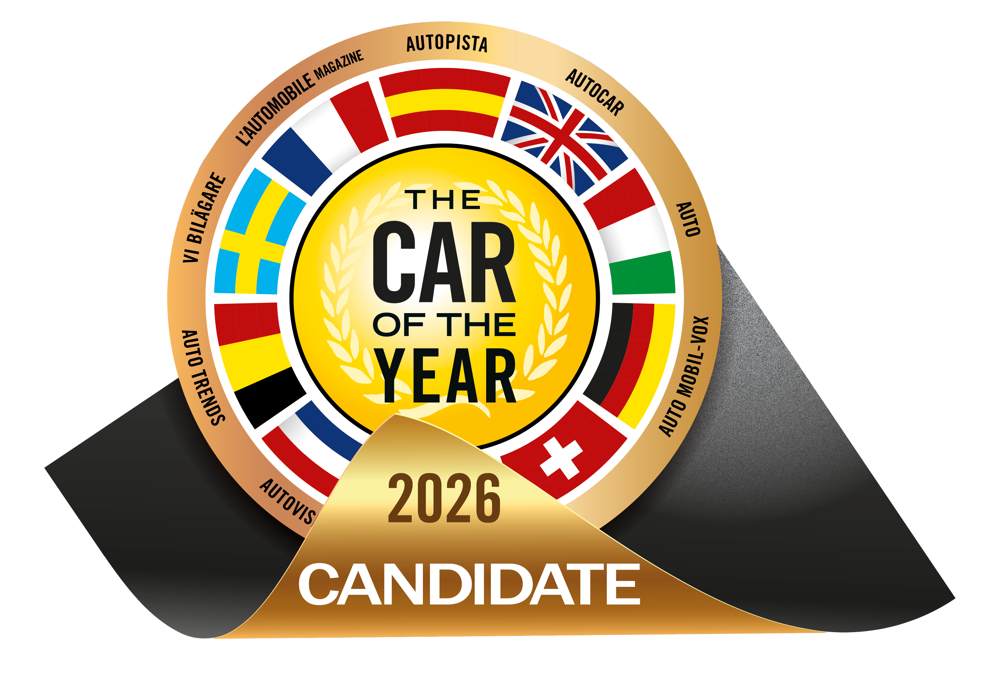 AUTOPISTA
AUTOCAR
AUTO
AUTO MOBIL-VOX
AUTOVIS
AUTO TRENDS
VI BILÄGARE
L'AUTOMOBILE MAGAZINE
THE
CAR
OF THE
YEAR
2026
CANDIDATE